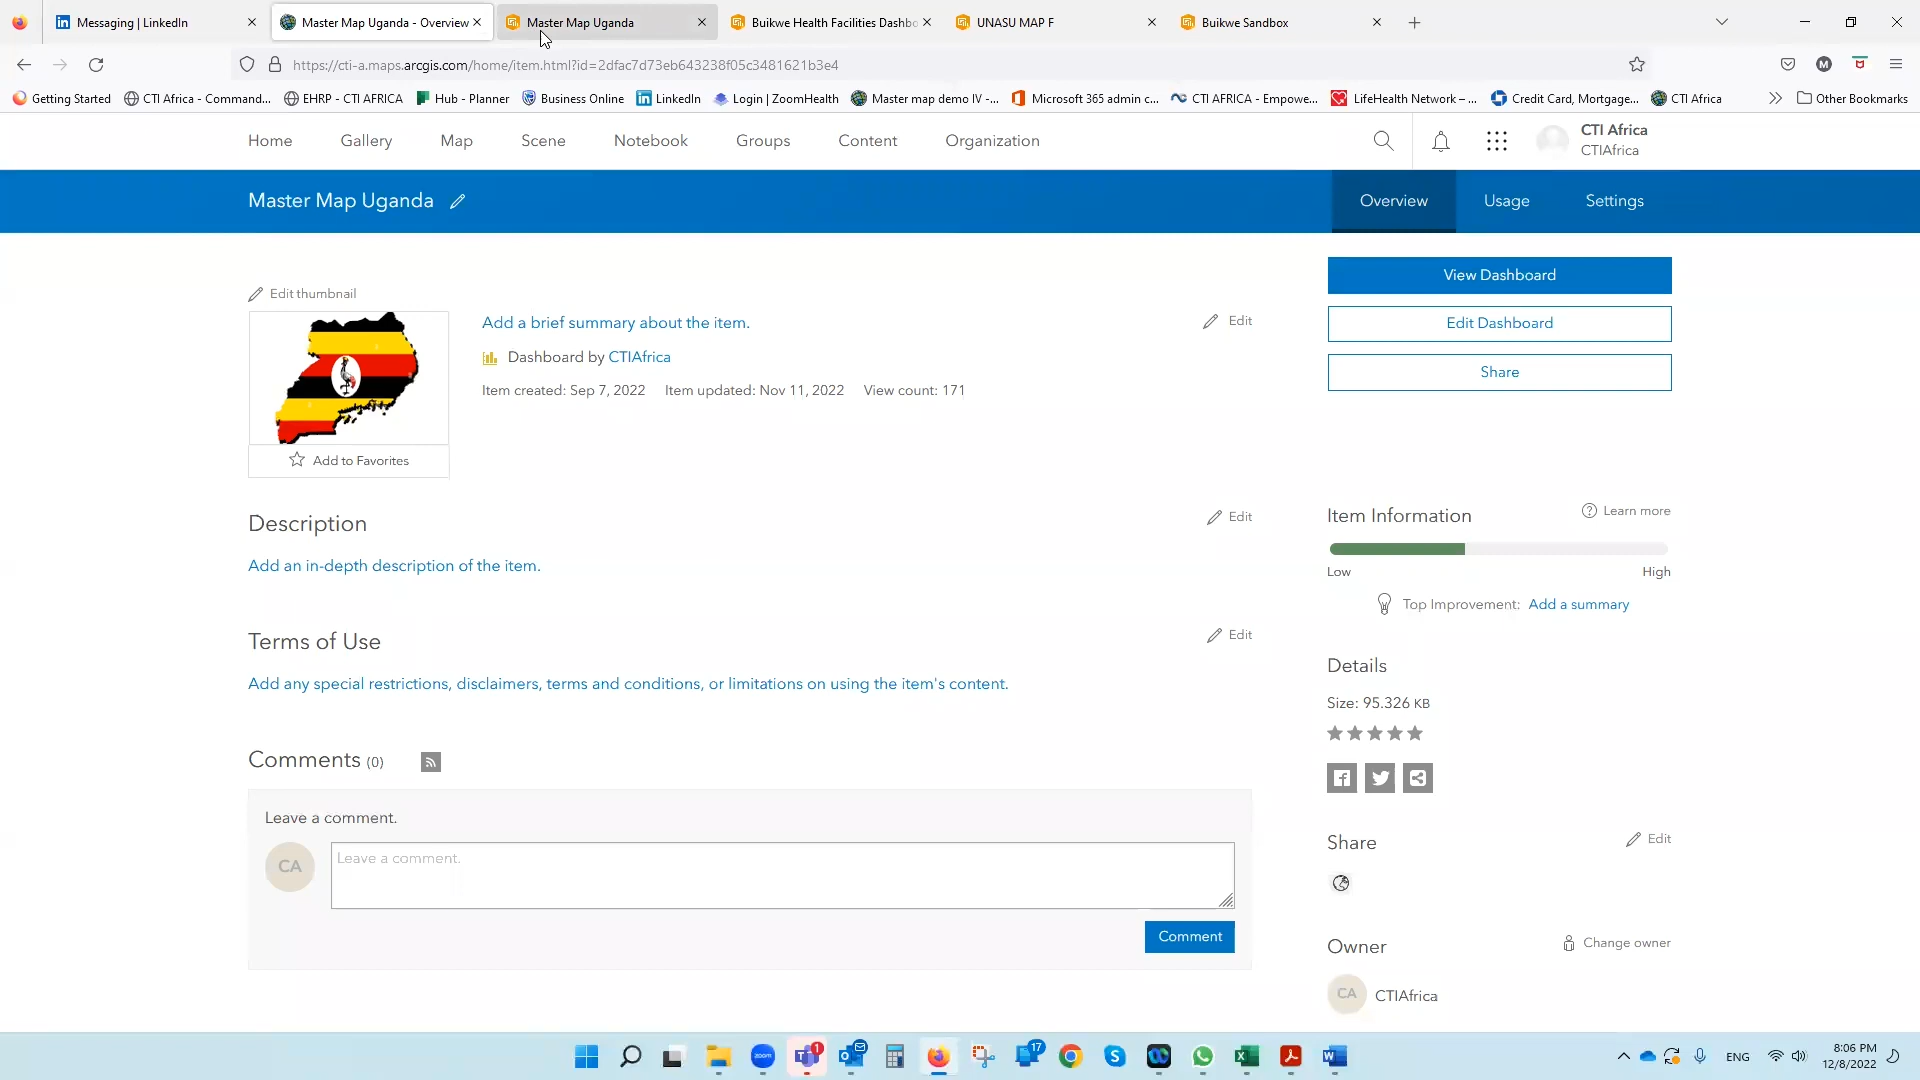 Messaging | LinkedIn
Master Map Uganda - Overview
Master Map Uganda
Buikwe Health Facilities Dashbo
UNASU MAP F
Buikwe Sandbox
https://cti-a.maps.arcgis.com/home/item.html?id=2dfac7d73eb643238f05c3481621b3e4
M
Getting Started
CTI Africa - Command...
EHRP - CTI AFRICA
Hub - Planner
Business Online
LinkedIn
Login | ZoomHealth
Master map demo IV -...
Microsoft 365 admin c...
CTI AFRICA - Empowe...
LifeHealth Network – ...
Credit Card, Mortgage...
CTI Africa
Other Bookmarks
Home
Gallery
Map
Scene
Notebook
Groups
Content
Organization
CTI Africa
CTIAfrica
Master Map Uganda
Overview
Usage
Settings
View Dashboard
Edit Dashboard
Share
Edit thumbnail
Add to Favorites
Add a brief summary about the item.
Edit
Dashboard by CTIAfrica
Item created: Sep 7, 2022 Item updated: Nov 11, 2022 View count: 171
Description
Edit
Add an in-depth description of the item.
Terms of Use
Edit
Add any special restrictions, disclaimers, terms and conditions, or limitations on using the item's content.
Comments (0)
Leave a comment.
CA
Leave a comment.
Comment
Item Information
Learn more
Low
High
Top Improvement: Add a summary
Details
Size: 95.326 KB
Share
Edit
Owner
Change owner
CA
CTIAfrica
zoom
1
17
ENG
8:06 PM
12/8/2022